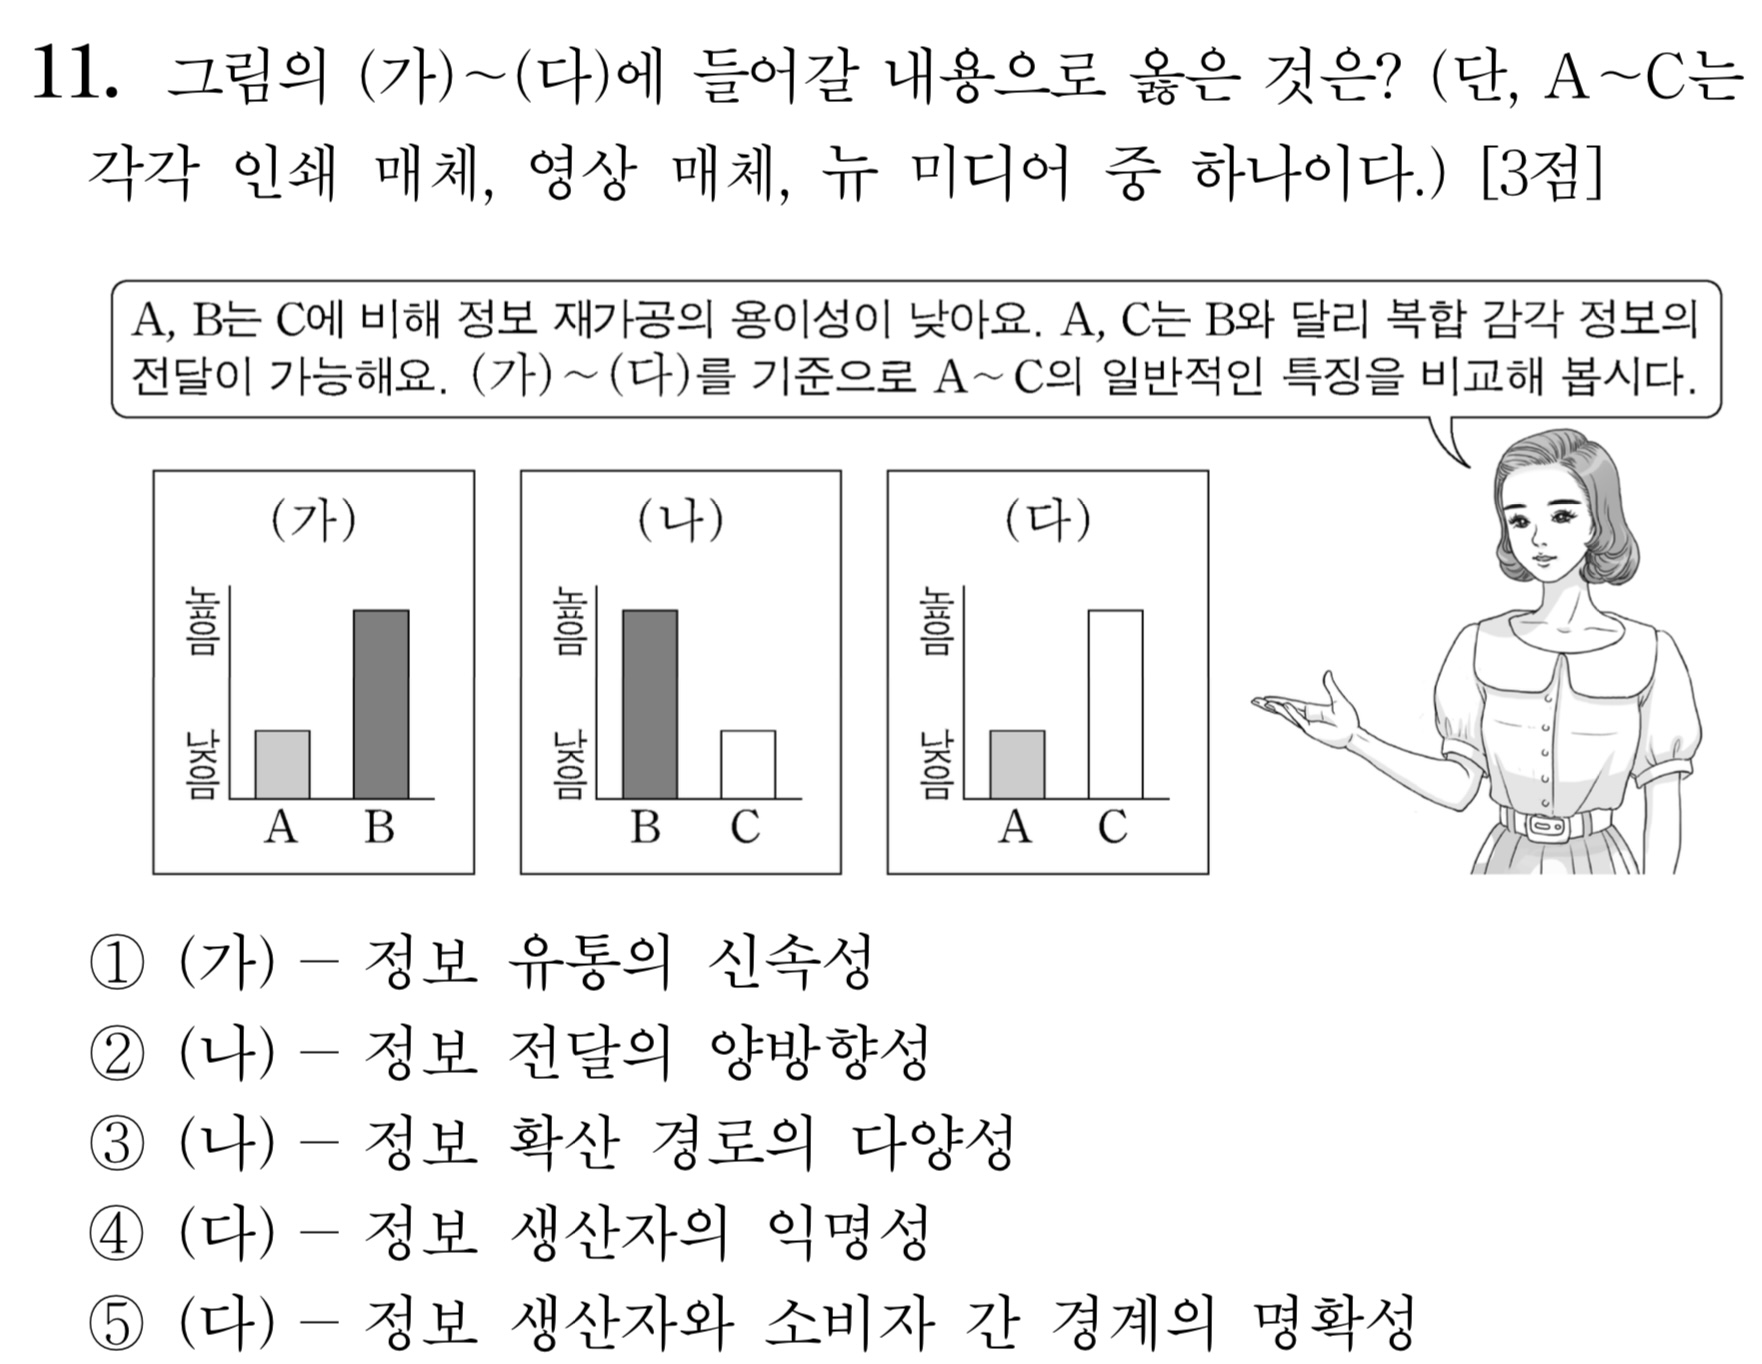 11. 그림의 (가)~(다)에 들어갈 내용으로 옳은 것은? (단, A~C는
각각 인쇄 매체, 영상 매체, 뉴 미디어 중 하나이다.) [3점]
A, B는 C에 비해 정보 재가공의 용이성이 낮아요. A, C는 B와 달리 복합 감각 정보의
전달이 가능해요. (가)~(다)를 기준으로 A~C의 일반적인 특징을 비교해 봅시다.
(가)
높음
낮음
A B
(나)
높음
낮음
B C
(다)
높음
낮음
A C
① (가) - 정보 유통의 신속성
② (나) - 정보 전달의 양방향성
③ (나) - 정보 확산 경로의 다양성
④ (다) - 정보 생산자의 익명성
⑤ (다) - 정보 생산자와 소비자 간 경계의 명확성